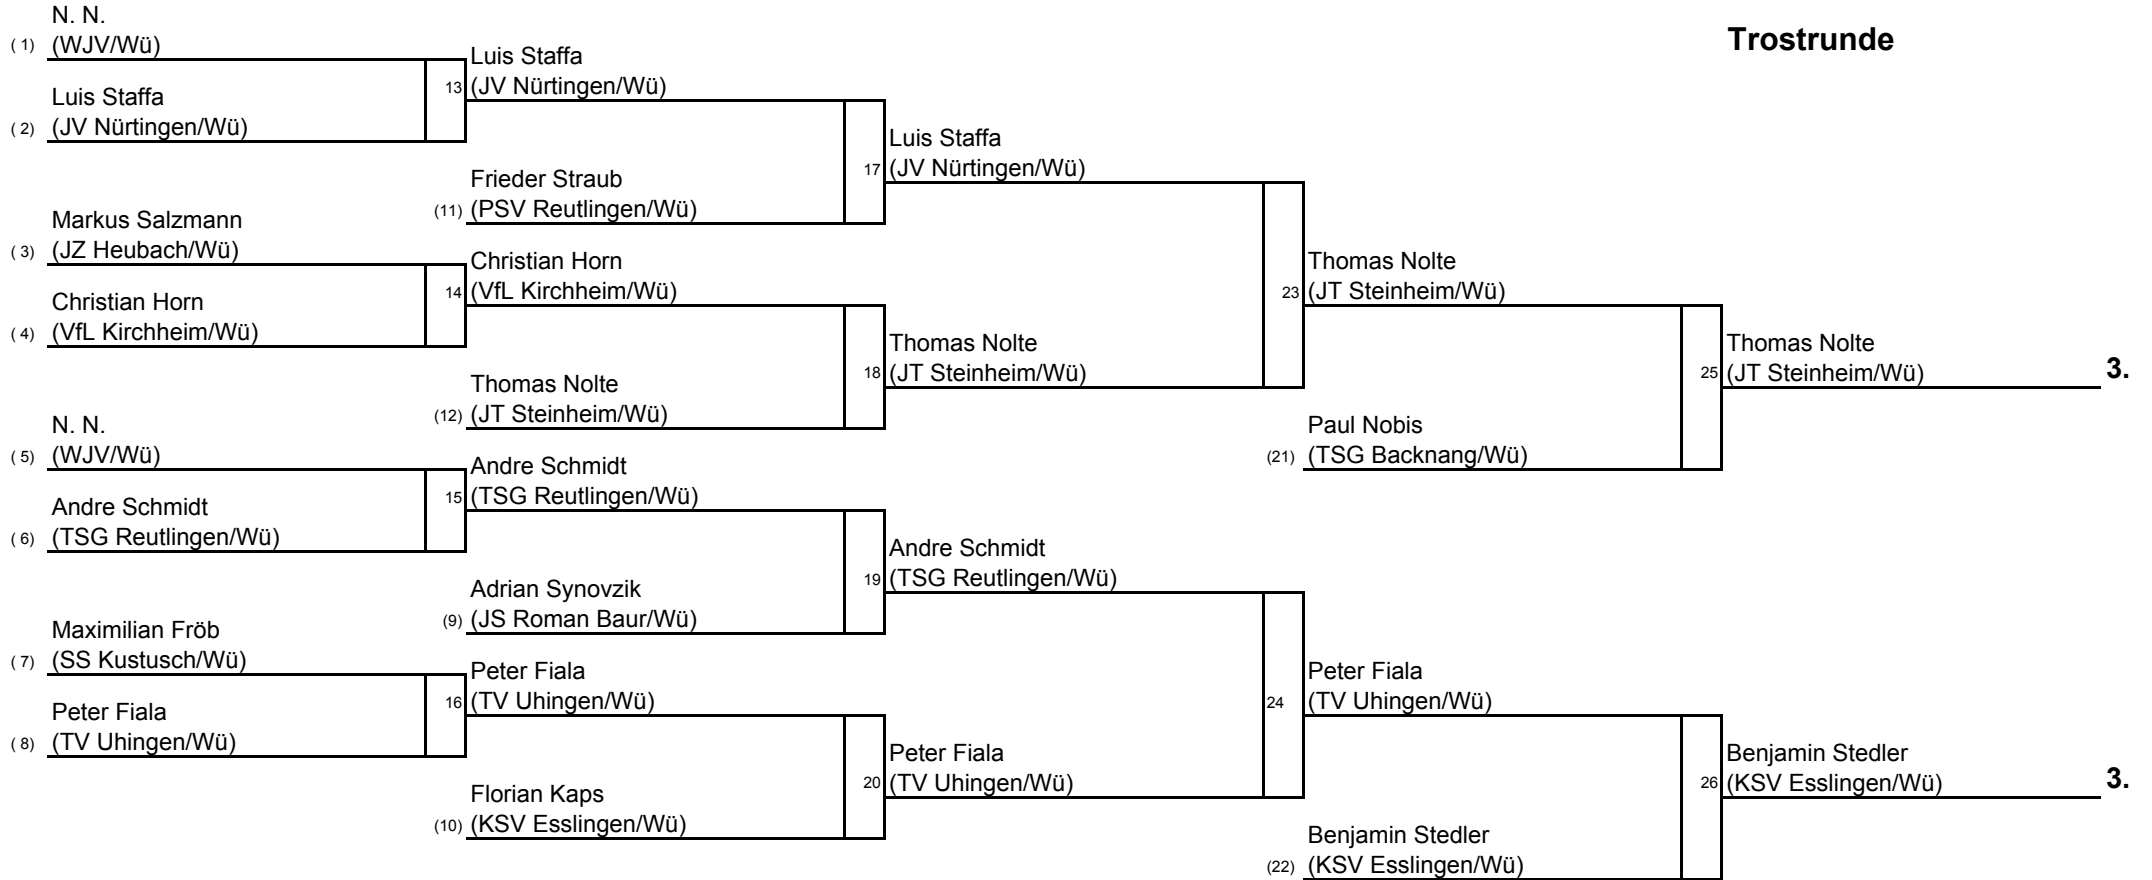 Trostrunde
N. N.
( 1) (WJV/Wü)
Luis Staffa
( 2) (JV Nürtingen/Wü)
Markus Salzmann
( 3) (JZ Heubach/Wü)
Christian Horn
( 4) (VfL Kirchheim/Wü)
N. N.
( 5) (WJV/Wü)
Andre Schmidt
( 6) (TSG Reutlingen/Wü)
Maximilian Fröb
( 7) (SS Kustusch/Wü)
Peter Fiala
( 8) (TV Uhingen/Wü)
Luis Staffa
13 (JV Nürtingen/Wü)
Frieder Straub
(11) (PSV Reutlingen/Wü)
Christian Horn
14 (VfL Kirchheim/Wü)
Thomas Nolte
(12) (JT Steinheim/Wü)
Andre Schmidt
15 (TSG Reutlingen/Wü)
Adrian Synovzik
(9) (JS Roman Baur/Wü)
Peter Fiala
16 (TV Uhingen/Wü)
Florian Kaps
(10) (KSV Esslingen/Wü)
Luis Staffa
17 (JV Nürtingen/Wü)
Thomas Nolte
18 (JT Steinheim/Wü)
Andre Schmidt
19 (TSG Reutlingen/Wü)
Peter Fiala
20 (TV Uhingen/Wü)
Thomas Nolte
23 (JT Steinheim/Wü)
Paul Nobis
(21) (TSG Backnang/Wü)
Peter Fiala
24 (TV Uhingen/Wü)
Benjamin Stedler
(22) (KSV Esslingen/Wü)
Thomas Nolte
25 (JT Steinheim/Wü) 3.
Benjamin Stedler
26 (KSV Esslingen/Wü) 3.